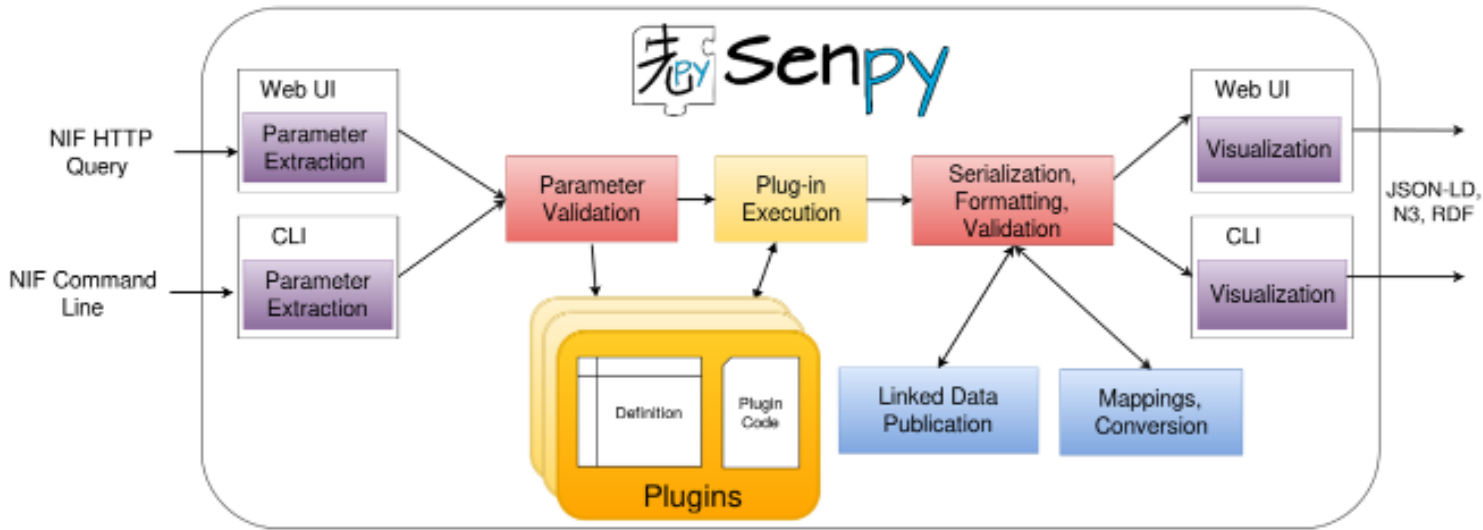 先 py Senpy
Web UI
Parameter
Extraction
NIF HTTP
Query
CLI
Parameter
Extraction
NIF Command
Line
Parameter
Validation
Plug-in
Execution
Serialization,
Formatting,
Validation
Web UI
Visualization
CLI
Visualization
JSON-LD,
N3, RDF
Definition
Plugin
Code
Plugins
Linked Data
Publication
Mappings,
Conversion